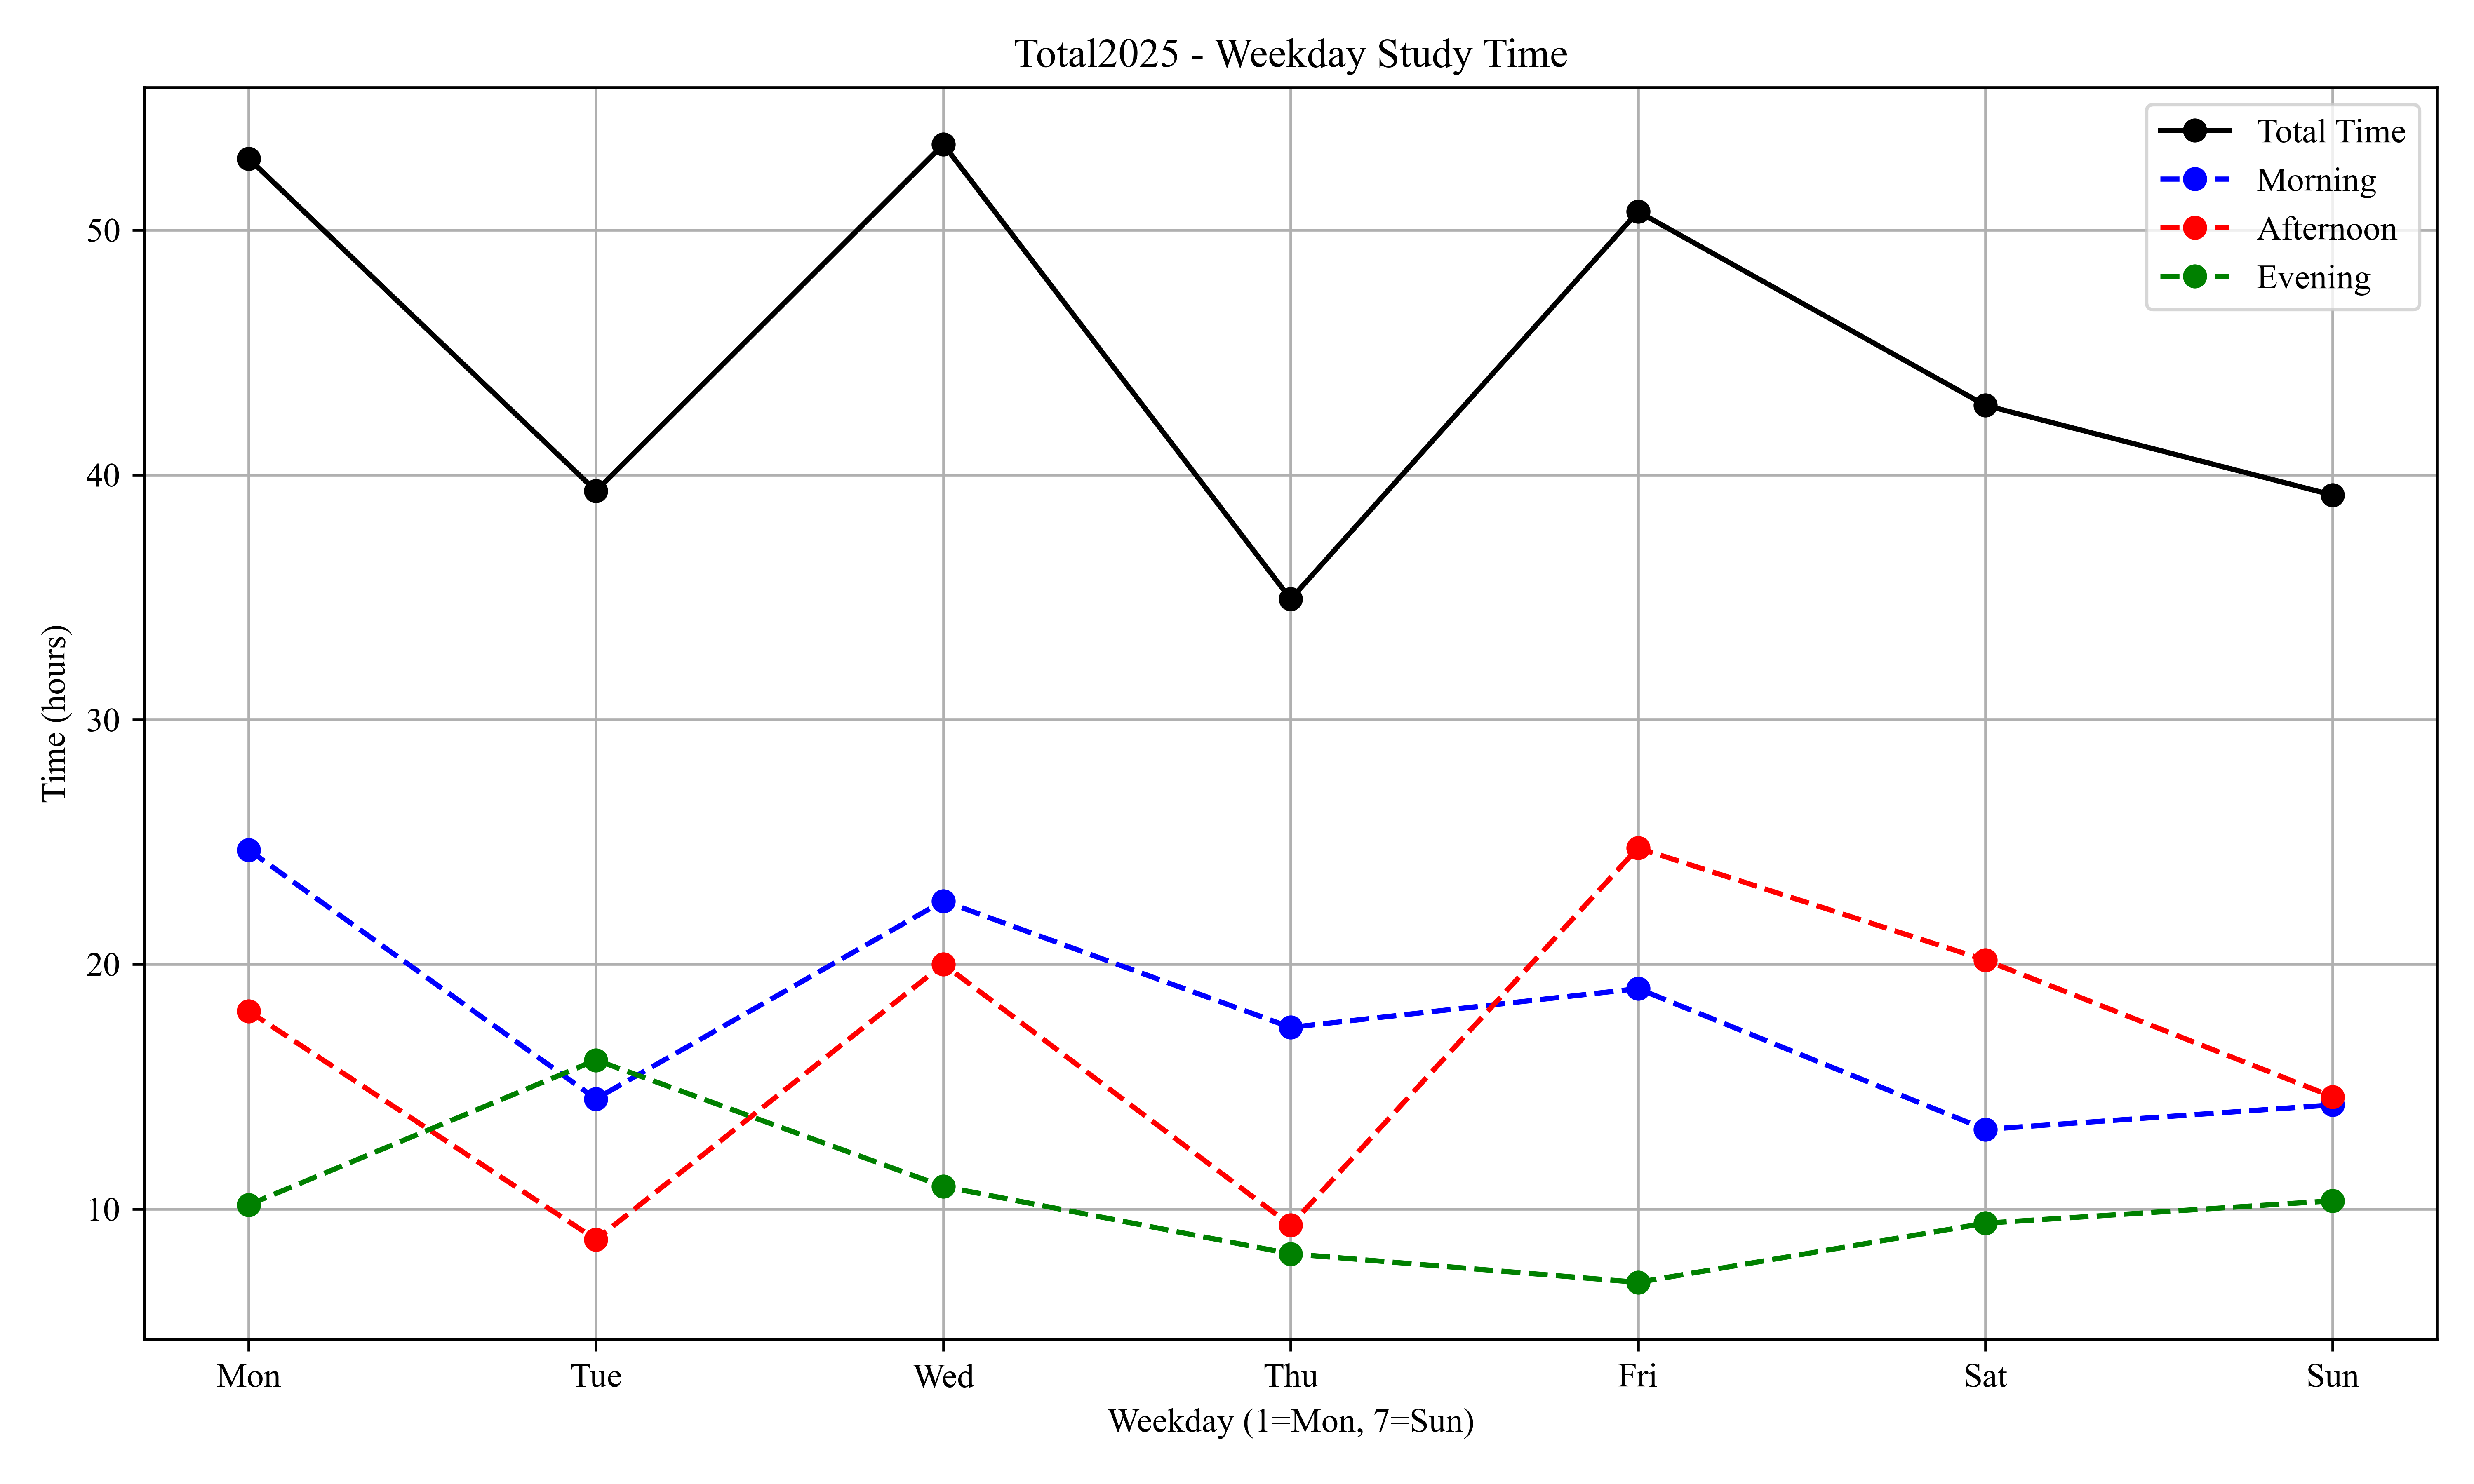 Total2025 - Weekday Study Time
Total Time
Morning
Afternoon
Evening
Time (hours)
50
40
30
20
10
Mon Tue Wed Thu Fri Sat Sun
Weekday (1=Mon, 7=Sun)